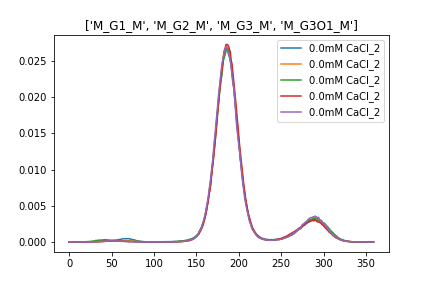 ['M_G1_M', 'M_G2_M', 'M_G3_M', 'M_G3O1_M']
0.0mM CaCl_2
0.0mM CaCl_2
0.0mM CaCl_2
0.0mM CaCl_2
0.0mM CaCl_2
0.025
0.020
0.015
0.010
0.005
0.000
0 50 100 150 200 250 300 350